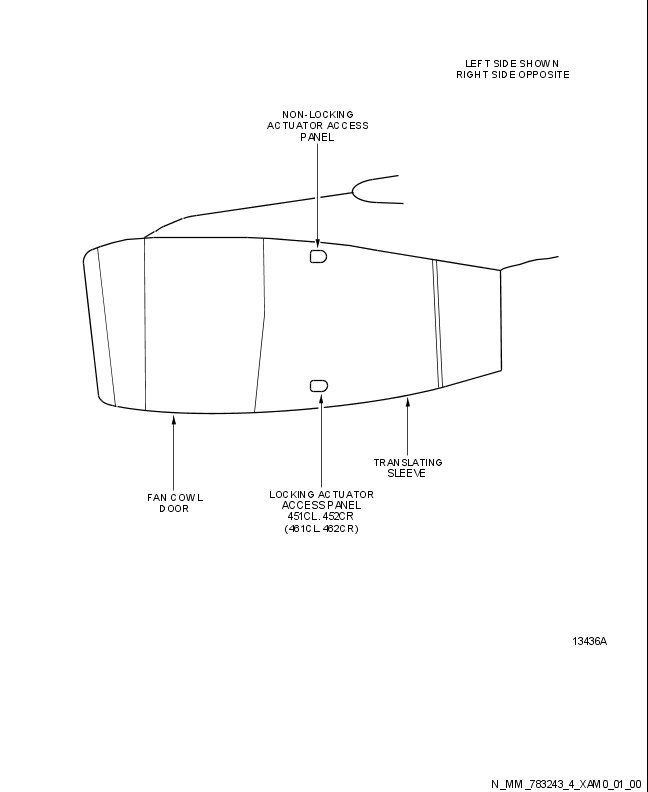 LEFT SIDE SHOWN
RIGHT SIDE OPPOSITE
NON-LOCKING
ACTUATOR ACCESS
PANEL
TRANSLATING
SLEEVE
FAN COWL
DOOR
LOCKING ACTUATOR
ACCESS PANEL
451CL. 452CR
(461CL. 462CR)
13436A
N_MM_783243_4_XAM0_01_00